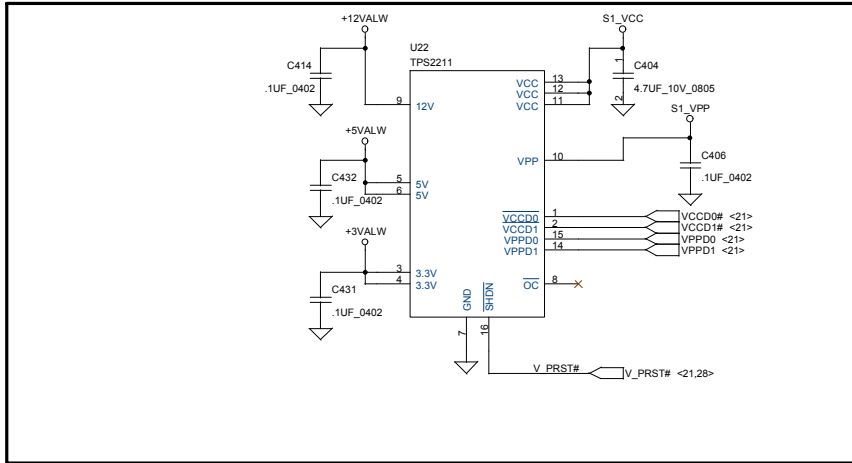 +12VALW
S1_VCC
U22
TPS2211
C414
.1UF_0402
1
C404
4.7UF_10V_0805
2
VCC 13
VCC 12
VCC 11
9 12V
S1_VPP
+5VALW
VPP 10
C406
.1UF_0402
C432
.1UF_0402
5 5V
6 5V
VCCD0 1 VCCD0# <21>
VCCD1 2 VCCD1# <21>
VPPD0 15 VPPD0 <21>
VPPD1 14 VPPD1 <21>
+3VALW
3 3.3V
4 3.3V
OC 8
C431
.1UF_0402
GND
SHDN
7
16
V_PRST#
V_PRST# <21,28>